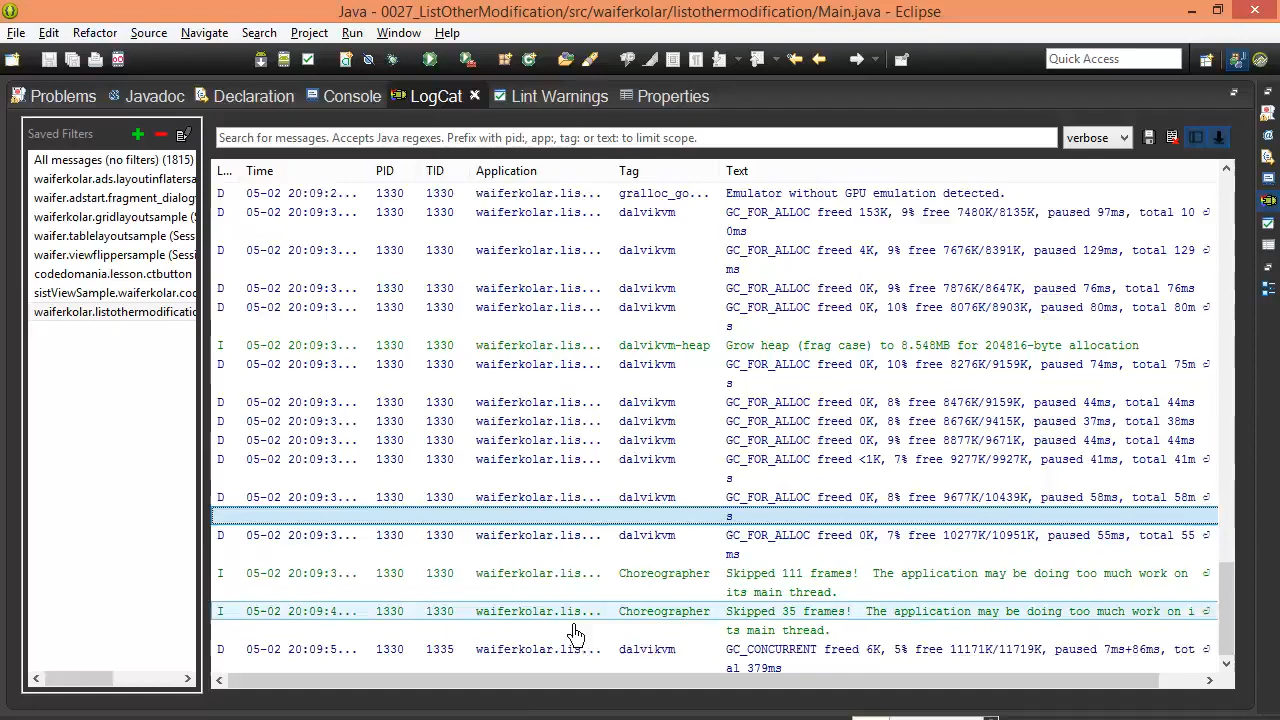 Java - 0027_ListOtherModification/src/waiferkolar/listothermodification/Main.java - Eclipse
File Edit Refactor Source Navigate Search Project Run Window Help
Quick Access
Problems Javadoc Declaration Console LogCat Lint Warnings Properties
Saved Filters
Search for messages. Accepts Java regexes. Prefix with pid:, app:, tag: or text: to limit scope.
verbose
All messages (no filters) (1815)
waiferkolar.ads.layoutinflatersa
waifer.adstart.fragment_dialog
waiferkolar.gridlayoutsample (S
waifer.tablelayoutsample (Sess
waifer.viewflippersample (Sess
codedomania.lesson.ctbutton
sistViewSample.waiferkolar.coc
waiferkolar.listothermodificatio
L... Time PID TID Application Tag Text
D 05-02 20:09:2... 1330 1330 waiferkolar.lis... gralloc_go... Emulator without GPU emulation detected.
D 05-02 20:09:3... 1330 1330 waiferkolar.lis... dalvikvm GC_FOR_ALLOC freed 153K, 9% free 7480K/8135K, paused 97ms, total 10
0ms
D 05-02 20:09:3... 1330 1330 waiferkolar.lis... dalvikvm GC_FOR_ALLOC freed 4K, 9% free 7676K/8391K, paused 129ms, total 129
ms
D 05-02 20:09:3... 1330 1330 waiferkolar.lis... dalvikvm GC_FOR_ALLOC freed 0K, 9% free 7876K/8647K, paused 76ms, total 76ms
D 05-02 20:09:3... 1330 1330 waiferkolar.lis... dalvikvm GC_FOR_ALLOC freed 0K, 10% free 8076K/8903K, paused 80ms, total 80m
s
I 05-02 20:09:3... 1330 1330 waiferkolar.lis... dalvikvm-heap Grow heap (frag case) to 8.548MB for 204816-byte allocation
D 05-02 20:09:3... 1330 1330 waiferkolar.lis... dalvikvm GC_FOR_ALLOC freed 0K, 10% free 8276K/9159K, paused 74ms, total 75m
s
D 05-02 20:09:3... 1330 1330 waiferkolar.lis... dalvikvm GC_FOR_ALLOC freed 0K, 8% free 8476K/9159K, paused 44ms, total 44ms
D 05-02 20:09:3... 1330 1330 waiferkolar.lis... dalvikvm GC_FOR_ALLOC freed 0K, 8% free 8676K/9415K, paused 37ms, total 38ms
D 05-02 20:09:3... 1330 1330 waiferkolar.lis... dalvikvm GC_FOR_ALLOC freed 0K, 9% free 8877K/9671K, paused 44ms, total 44ms
D 05-02 20:09:3... 1330 1330 waiferkolar.lis... dalvikvm GC_FOR_ALLOC freed <1K, 7% free 9277K/9927K, paused 41ms, total 41m
s
D 05-02 20:09:3... 1330 1330 waiferkolar.lis... dalvikvm GC_FOR_ALLOC freed 0K, 8% free 9677K/10439K, paused 58ms, total 58m
s
D 05-02 20:09:3... 1330 1330 waiferkolar.lis... dalvikvm GC_FOR_ALLOC freed 0K, 7% free 10277K/10951K, paused 55ms, total 55
ms
I 05-02 20:09:3... 1330 1330 waiferkolar.lis... Choreographer Skipped 111 frames! The application may be doing too much work on
its main thread.
I 05-02 20:09:4... 1330 1330 waiferkolar.lis... Choreographer Skipped 35 frames! The application may be doing too much work on i
ts main thread.
D 05-02 20:09:5... 1330 1335 waiferkolar.lis... dalvikvm GC_CONCURRENT freed 6K, 5% free 11171K/11719K, paused 7ms+86ms, tot
al 379ms